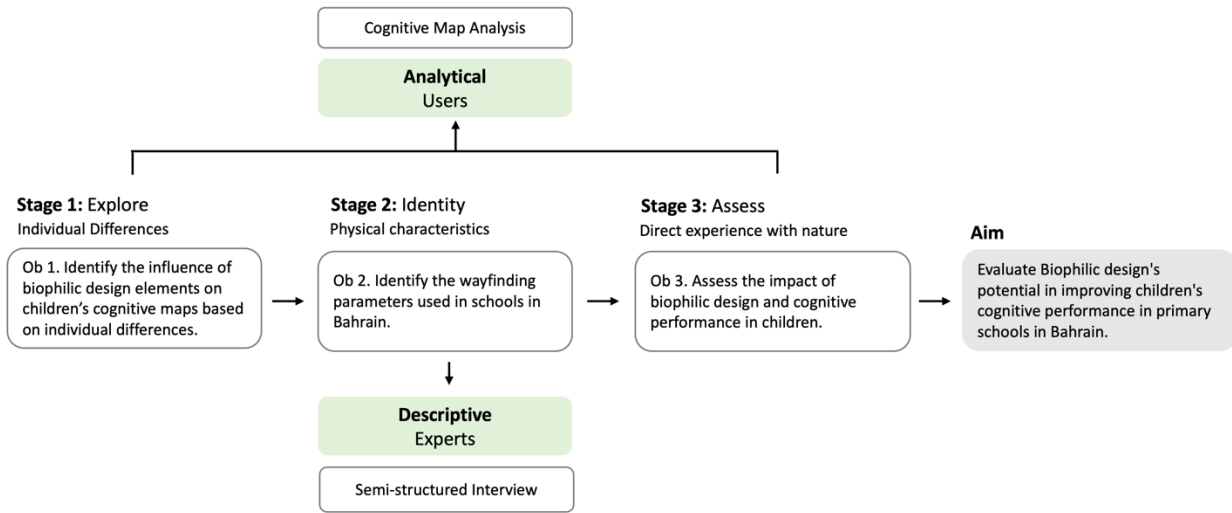 Cognitive Map Analysis
Analytical
Users
Stage 1: Explore
Individual Differences
Ob 1. Identify the influence of
biophilic design elements on
children's cognitive maps based
on individual differences.
Stage 2: Identity
Physical characteristics
Ob 2. Identify the wayfinding
parameters used in schools in
Bahrain.
Stage 3: Assess
Direct experience with nature
Ob 3. Assess the impact of
biophilic design and cognitive
performance in children.
Aim
Evaluate Biophilic design's
potential in improving children's
cognitive performance in primary
schools in Bahrain.
Descriptive
Experts
Semi-structured Interview